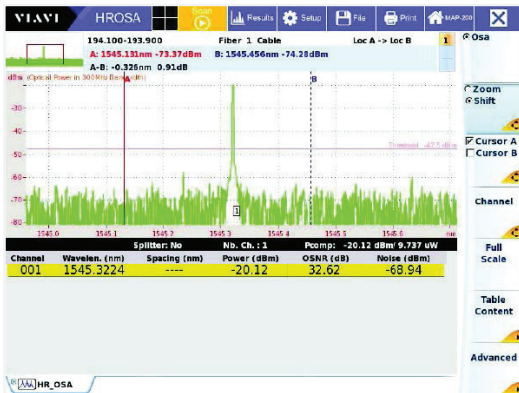 VIAVI HROSA Scan Results Setup File Print MAP-200
194.100-193.900 Fiber 1 Cable Loc A -> Loc B 1
A: 1545.131nm -73.37dBm B: 1545.456nm -74.28dBm
A-B: -0.326nm 0.91dB
dBm (Optical Power in 300MHz Bandwidth)
A B
-30
-40
Threshold -47.5 dBm
-50
-60
-70
1
-80
1545.0 1545.1 1545.2 1545.3 1545.4 1545.5 1545.6 nm
Splitter: No Nb. Ch. : 1 Pcomp: -20.12 dBm/ 9.737 uW
Channel Wavelen. (nm) Spacing (nm) Power (dBm) OSNR (dB) Noise (dBm)
001 1545.3224 ---- -20.12 32.62 -68.94
HR_OSA
Osa
Zoom
Shift
Cursor A
Cursor B
Channel
Full
Scale
Table
Content
Advanced